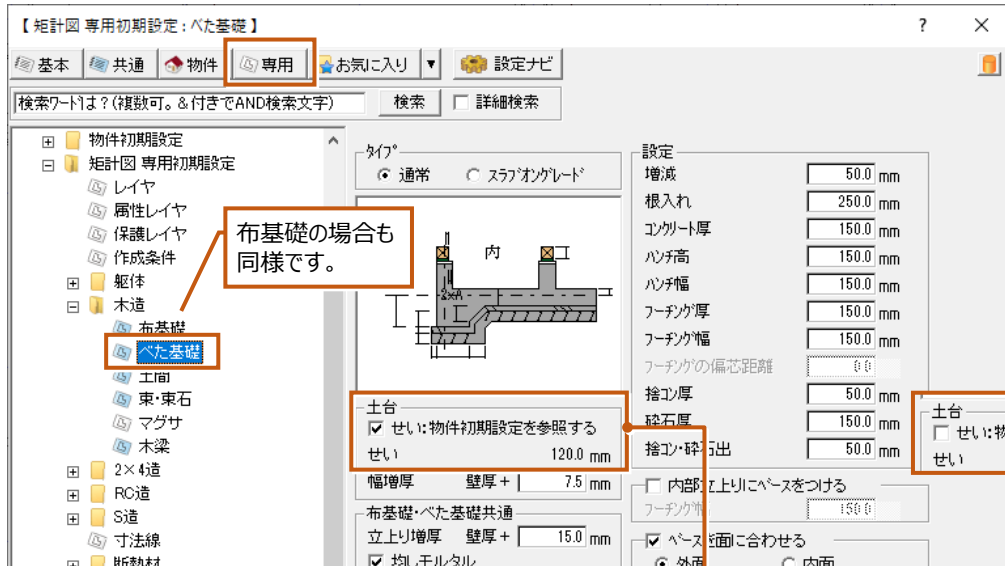 【 矩計図 専用初期設定 : べた基礎 】
?
×
基本
共通
物件
専用
お気に入り
▼
設定ナビ
検索ワードは？(複数可。＆付きでAND検索文字)
検索
詳細検索
物件初期設定
矩計図 専用初期設定
レイヤ
属性レイヤ
保護レイヤ
作成条件
躯体
木造
布基礎
べた基礎
土間
束・束石
マグサ
木梁
2×4造
RC造
S造
寸法線
断熱材
布基礎の場合も
同様です。
タイプ
通常
スラブオングレード
内
土台
せい:物件初期設定を参照する
せい 120.0 mm
幅増厚 壁厚 + 7.5 mm
布基礎・べた基礎共通
立上り増厚 壁厚 + 15.0 mm
均しモルタル
設定
増減 50.0 mm
根入れ 250.0 mm
コンクリート厚 150.0 mm
ハンチ高 150.0 mm
ハンチ幅 150.0 mm
フーチング厚 150.0 mm
フーチング幅 150.0 mm
フーチングの偏芯距離 0.0
捨コン厚 50.0 mm
砕石厚 150.0 mm
捨コン・砕石出 50.0 mm
内部立上りにベースをつける
フーチング幅 150.0
ベースを面に合わせる
外面
内面
土台
せい:物
せい